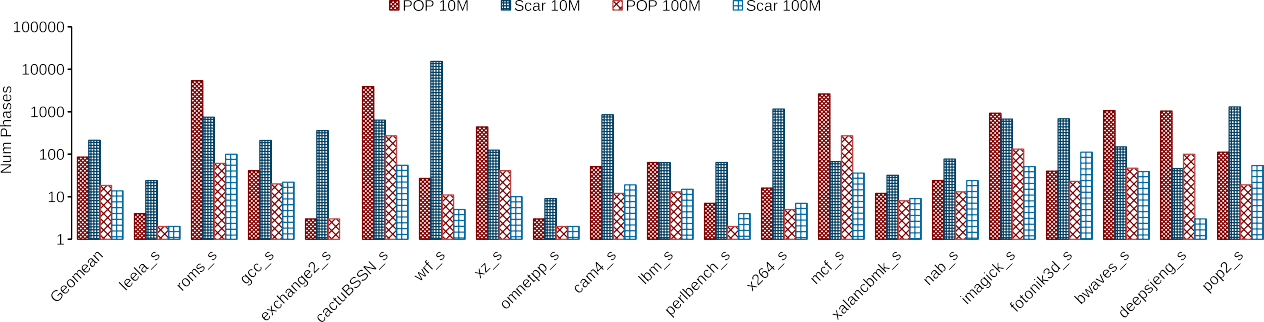 POP 10M Scar 10M POP 100M Scar 100M
Num Phases
100000
10000
1000
100
10
1
Geomean
leela_s
roms_s
gcc_s
exchange2_s
cactuBSSN_s
wrf_s
xz_s
omnetpp_s
cam4_s
lbm_s
perlbench_s
x264_s
mcf_s
xalancbmk_s
nab_s
imagick_s
fotonik3d_s
bwaves_s
deepsjeng_s
pop2_s